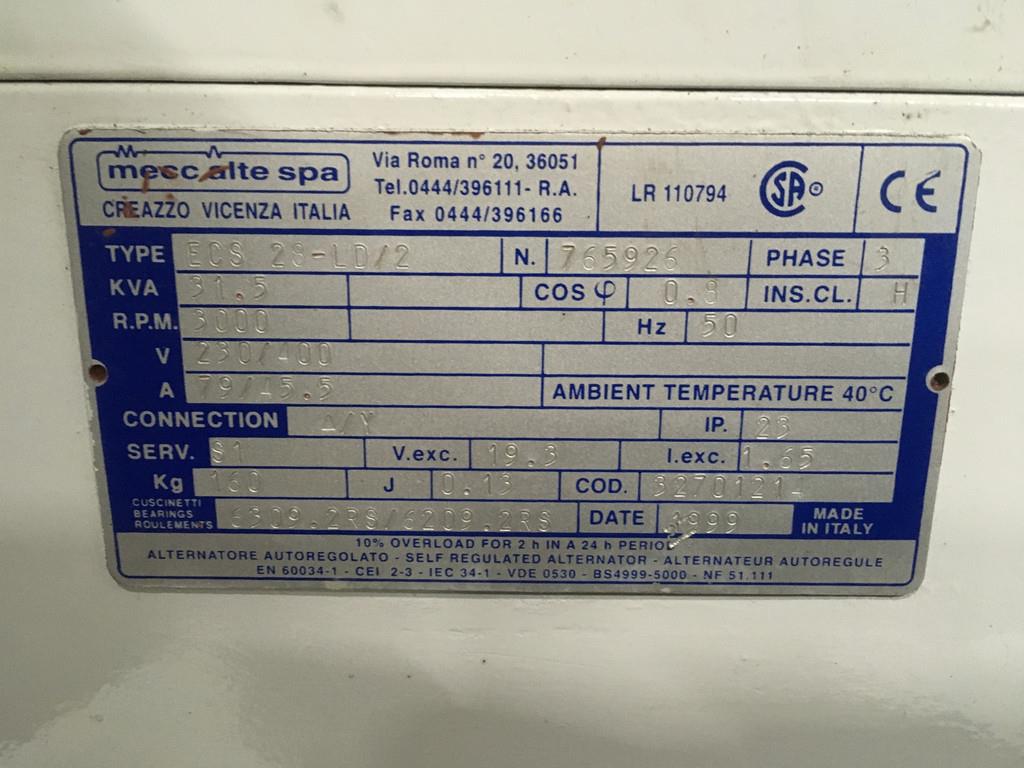 mecc alte spa
CREAZZO VICENZA ITALIA
Via Roma n° 20, 36051
Tel.0444/396111- R.A.
Fax 0444/396166
LR 110794
CSA ®
CE
TYPE ECS 28-LD/2 N. 765926 PHASE 3
KVA 31.5 COS φ 0.8 INS.CL. H
R.P.M. 3000 Hz 50
V 230/400
A 79/45.5 AMBIENT TEMPERATURE 40°C
CONNECTION Δ/Y IP. 23
SERV. S1 V.exc. 19.3 I.exc. 1.65
Kg 160 J 0.13 COD. 32701214
CUSCINETTI
BEARINGS
ROULEMENTS 6309.2RS/6209.2RS DATE 1999 MADE
IN ITALY
10% OVERLOAD FOR 2 h IN A 24 h PERIOD
ALTERNATORE AUTOREGOLATO - SELF REGULATED ALTERNATOR - ALTERNATEUR AUTOREGULE
EN 60034-1 - CEI 2-3 - IEC 34-1 - VDE 0530 - BS4999-5000 - NF 51.111